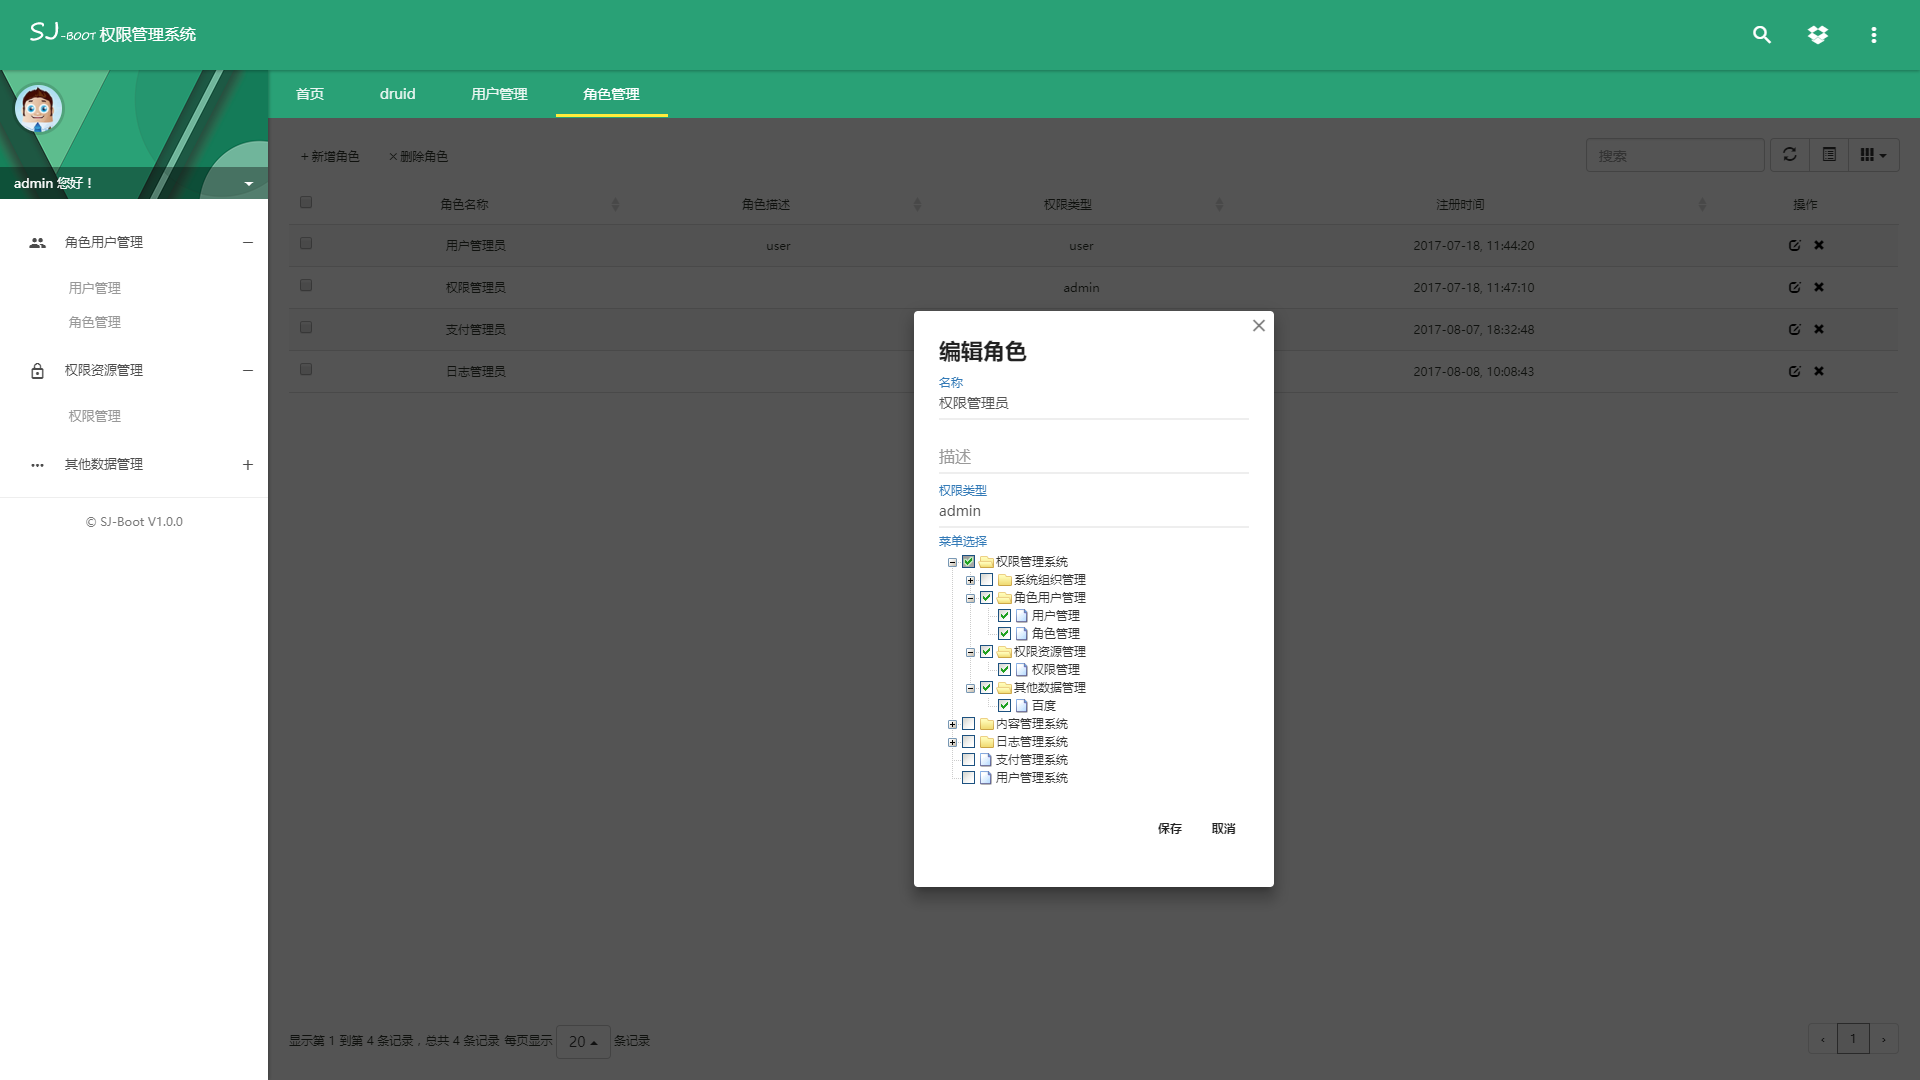 SJ-BOOT 权限管理系统
首页 druid 用户管理 角色管理
admin 您好！
角色用户管理
用户管理
角色管理
权限资源管理
权限管理
其他数据管理
© SJ-Boot V1.0.0
+ 新增角色 × 删除角色 搜索
角色名称 角色描述 权限类型 注册时间 操作
用户管理员 user user 2017-07-18, 11:44:20
权限管理员 admin 2017-07-18, 11:47:10
支付管理员 2017-08-07, 18:32:48
日志管理员 2017-08-08, 10:08:43
编辑角色
名称
权限管理员
描述
权限类型
admin
菜单选择
权限管理系统
系统组织管理
角色用户管理
用户管理
角色管理
权限资源管理
权限管理
其他数据管理
百度
内容管理系统
日志管理系统
支付管理系统
用户管理系统
保存 取消
显示第 1 到第 4 条记录，总共 4 条记录 每页显示 20 条记录 ‹ 1 ›